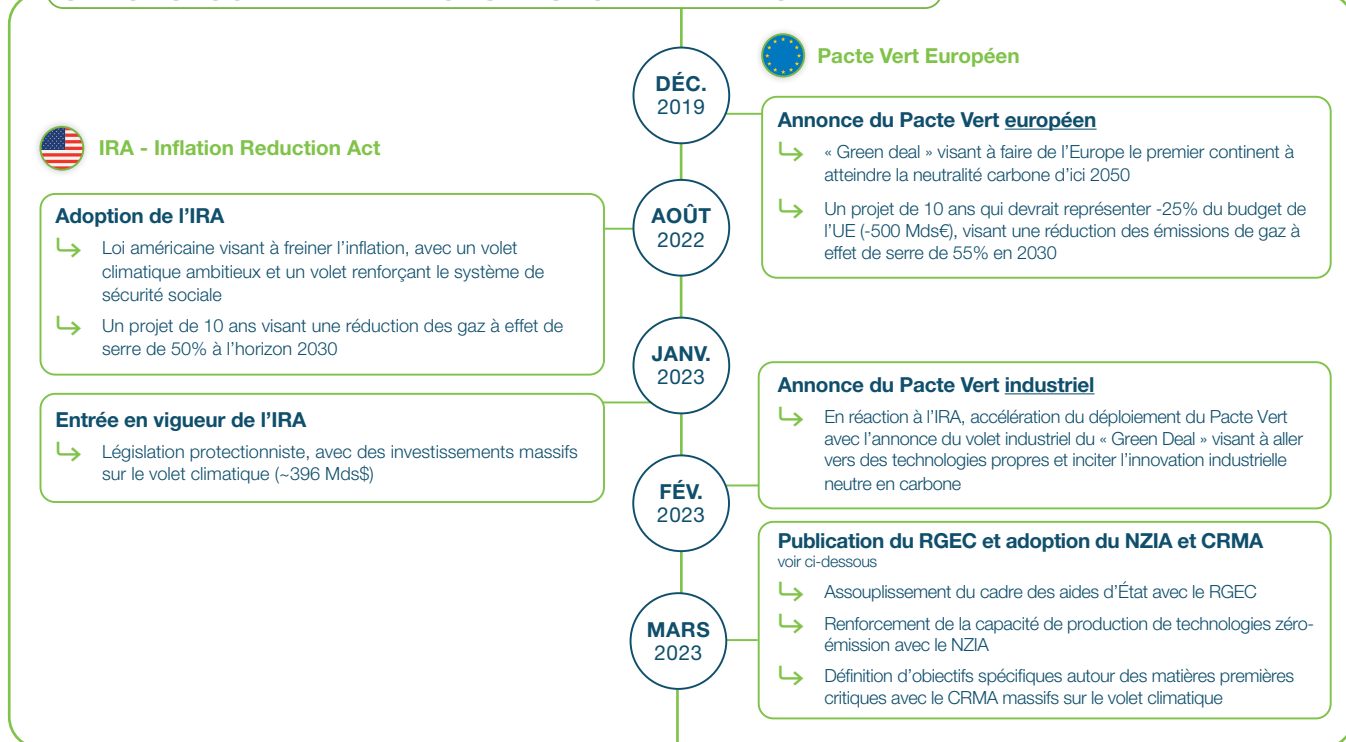 Pacte Vert Européen
DÉC.
2019
Annonce du Pacte Vert européen
« Green deal » visant à faire de l'Europe le premier continent à
atteindre la neutralité carbone d'ici 2050
Un projet de 10 ans qui devrait représenter -25% du budget de
l'UE (-500 Mds€), visant une réduction des émissions de gaz à
effet de serre de 55% en 2030
IRA - Inflation Reduction Act
Adoption de l'IRA
Loi américaine visant à freiner l'inflation, avec un volet
climatique ambitieux et un volet renforçant le système de
sécurité sociale
Un projet de 10 ans visant une réduction des gaz à effet de
serre de 50% à l'horizon 2030
AOÛT
2022
JANV.
2023
Entrée en vigueur de l'IRA
Législation protectionniste, avec des investissements massifs
sur le volet climatique (~396 Mds$)
Annonce du Pacte Vert industriel
En réaction à l'IRA, accélération du déploiement du Pacte Vert
avec l'annonce du volet industriel du « Green Deal » visant à aller
vers des technologies propres et inciter l'innovation industrielle
neutre en carbone
FÉV.
2023
Publication du RGEC et adoption du NZIA et CRMA
voir ci-dessous
Assouplissement du cadre des aides d'État avec le RGEC
Renforcement de la capacité de production de technologies zéro-
émission avec le NZIA
Définition d'objectifs spécifiques autour des matières premières
critiques avec le CRMA massifs sur le volet climatique
MARS
2023